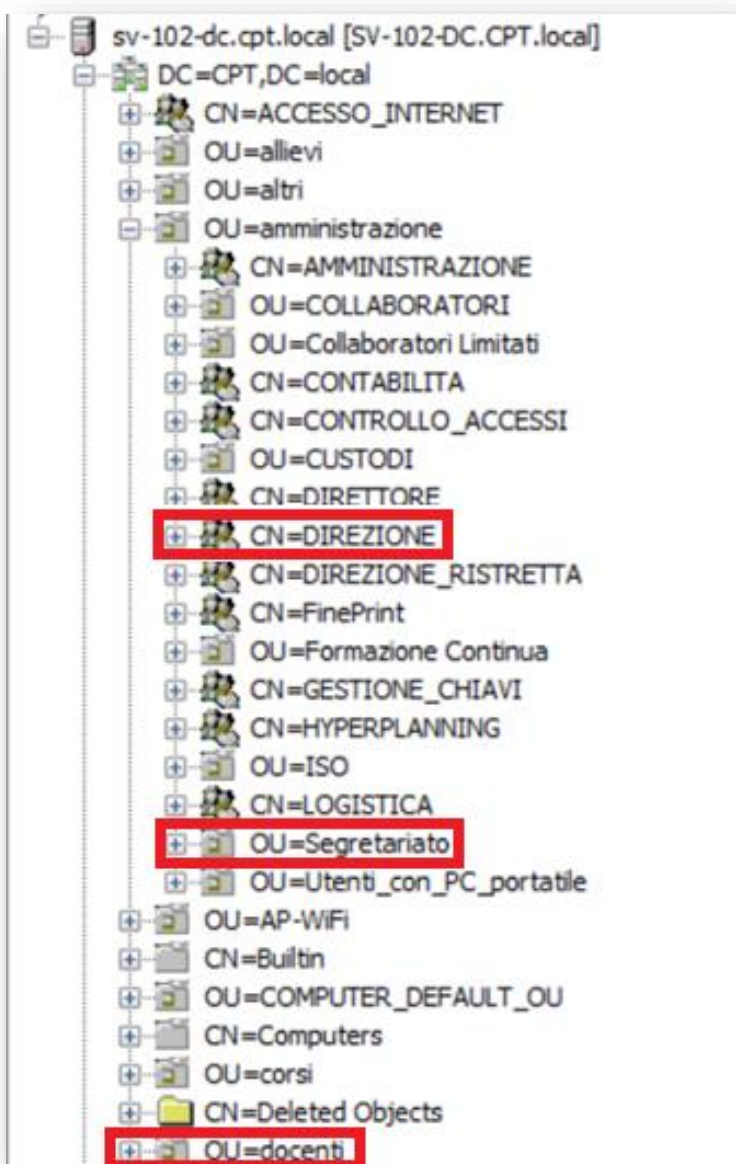 sv-102-dc.cpt.local [SV-102-DC.CPT.local]
DC=CPT,DC=local
CN=ACCESSO_INTERNET
OU=allievi
OU=altri
OU=amministrazione
CN=AMMINISTRAZIONE
OU=COLLABORATORI
OU=Collaboratori Limitati
CN=CONTABILITA
CN=CONTROLLO_ACCESSI
OU=CUSTODI
CN=DIRETTORE
CN=DIREZIONE
CN=DIREZIONE_RISTRETTA
CN=FinePrint
OU=Formazione Continua
CN=GESTIONE_CHIAVI
CN=HYPERPLANNING
OU=ISO
CN=LOGISTICA
OU=Segretariato
OU=Utenti_con_PC_portatile
OU=AP-WiFi
CN=Builtin
OU=COMPUTER_DEFAULT_OU
CN=Computers
OU=corsi
CN=Deleted Objects
OU=docenti